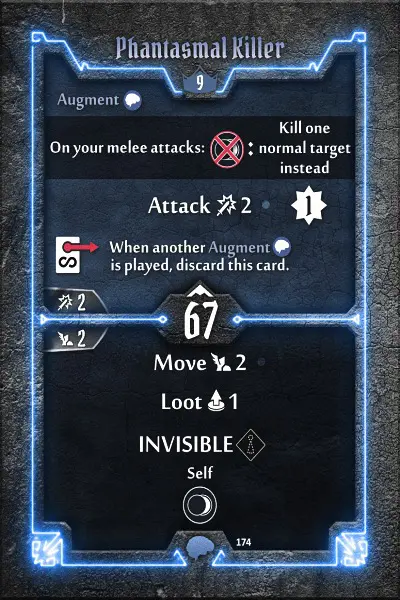 Phantasmal Killer
9
Augment
On your melee attacks: : Kill one
normal target
instead
Attack 2 1
When another Augment
is played, discard this card.
2
67
2
Move 2
Loot 1
INVISIBLE
Self
174